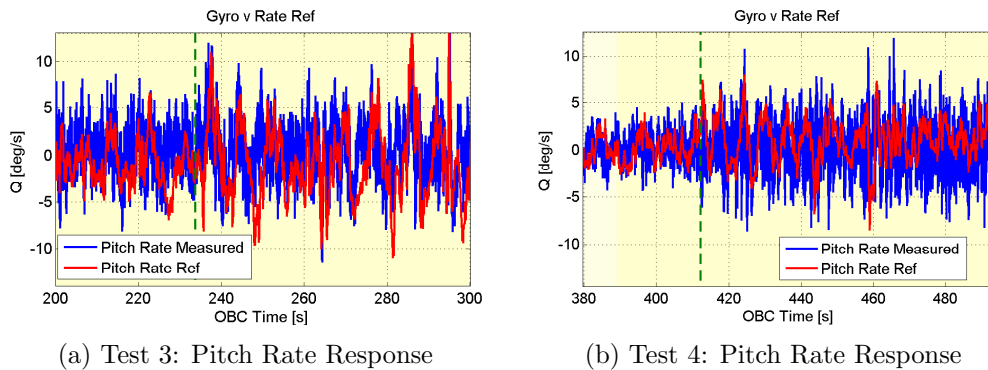 Gyro v Rate Ref
10
5
0
-5
-10
Q [deg/s]
Pitch Rate Measured
Pitch Rate Ref
200 220 240 260 280 300
OBC Time [s]
(a) Test 3: Pitch Rate Response
Gyro v Rate Ref
10
5
0
-5
-10
Q [deg/s]
Pitch Rate Measured
Pitch Rate Ref
380 400 420 440 460 480
OBC Time [s]
(b) Test 4: Pitch Rate Response